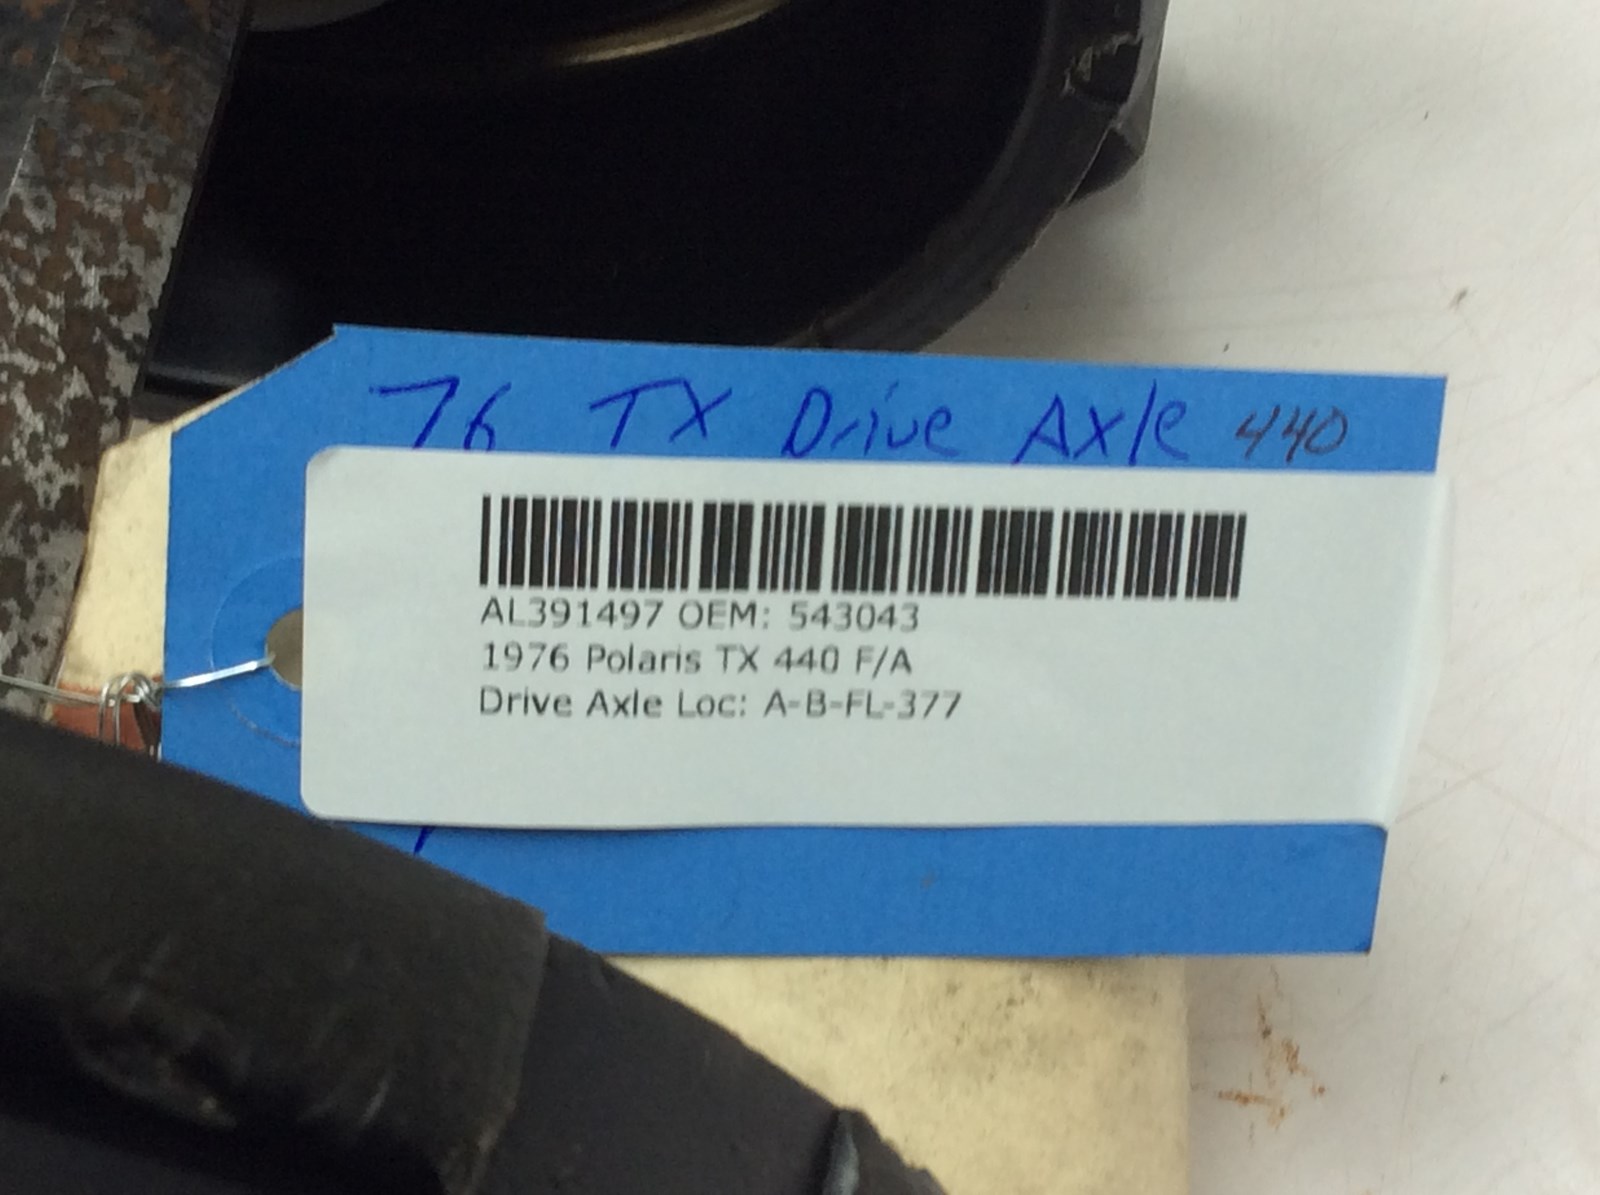 76 TX Drive Axle 440
AL391497 OEM: 543043
1976 Polaris TX 440 F/A
Drive Axle Loc: A-B-FL-377